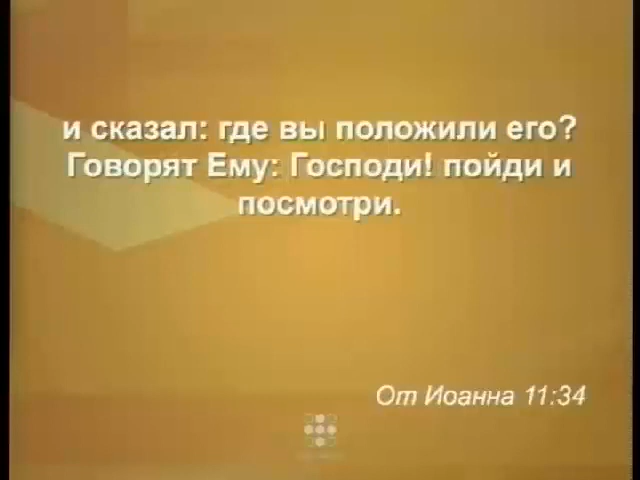 и сказал: где вы положили его?
Говорят Ему: Господи! пойди и
посмотри.
От Иоанна 11:34